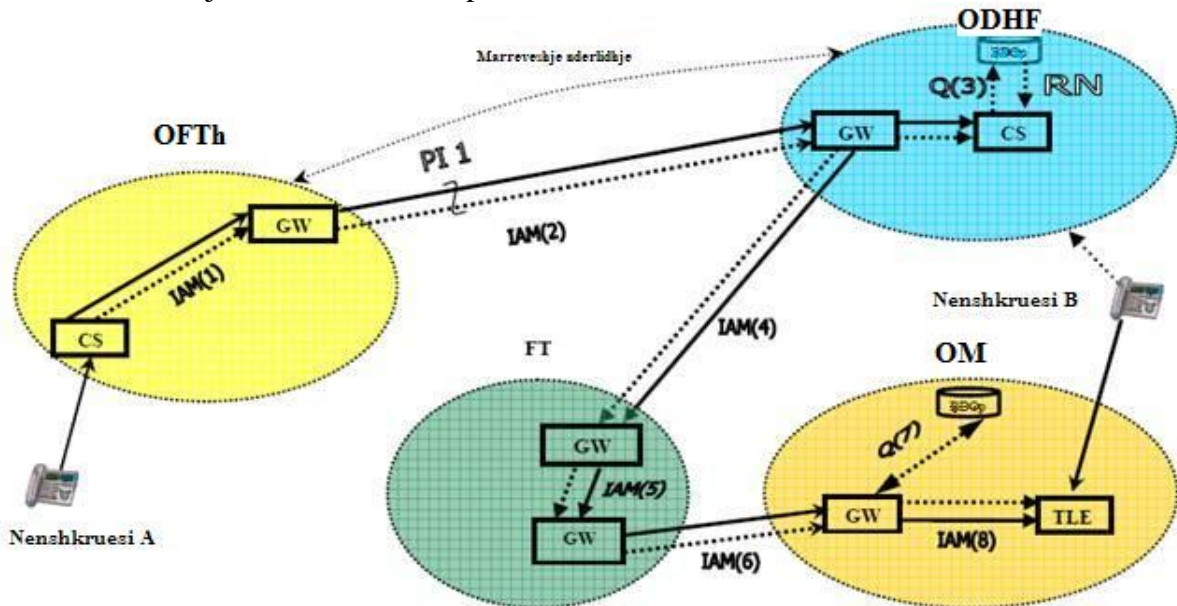 ODHF
Marreveshje nderlidhje
Q(3)
RN
OFTh
GW
CS
PI 1
GW
IAM(2)
IAM(1)
CS
Nenshkruesi B
IAM(4)
FT
OM
GW
Q(7)
IAM(5)
GW
GW
TLE
Nenshkruesi A
IAM(6)
IAM(8)